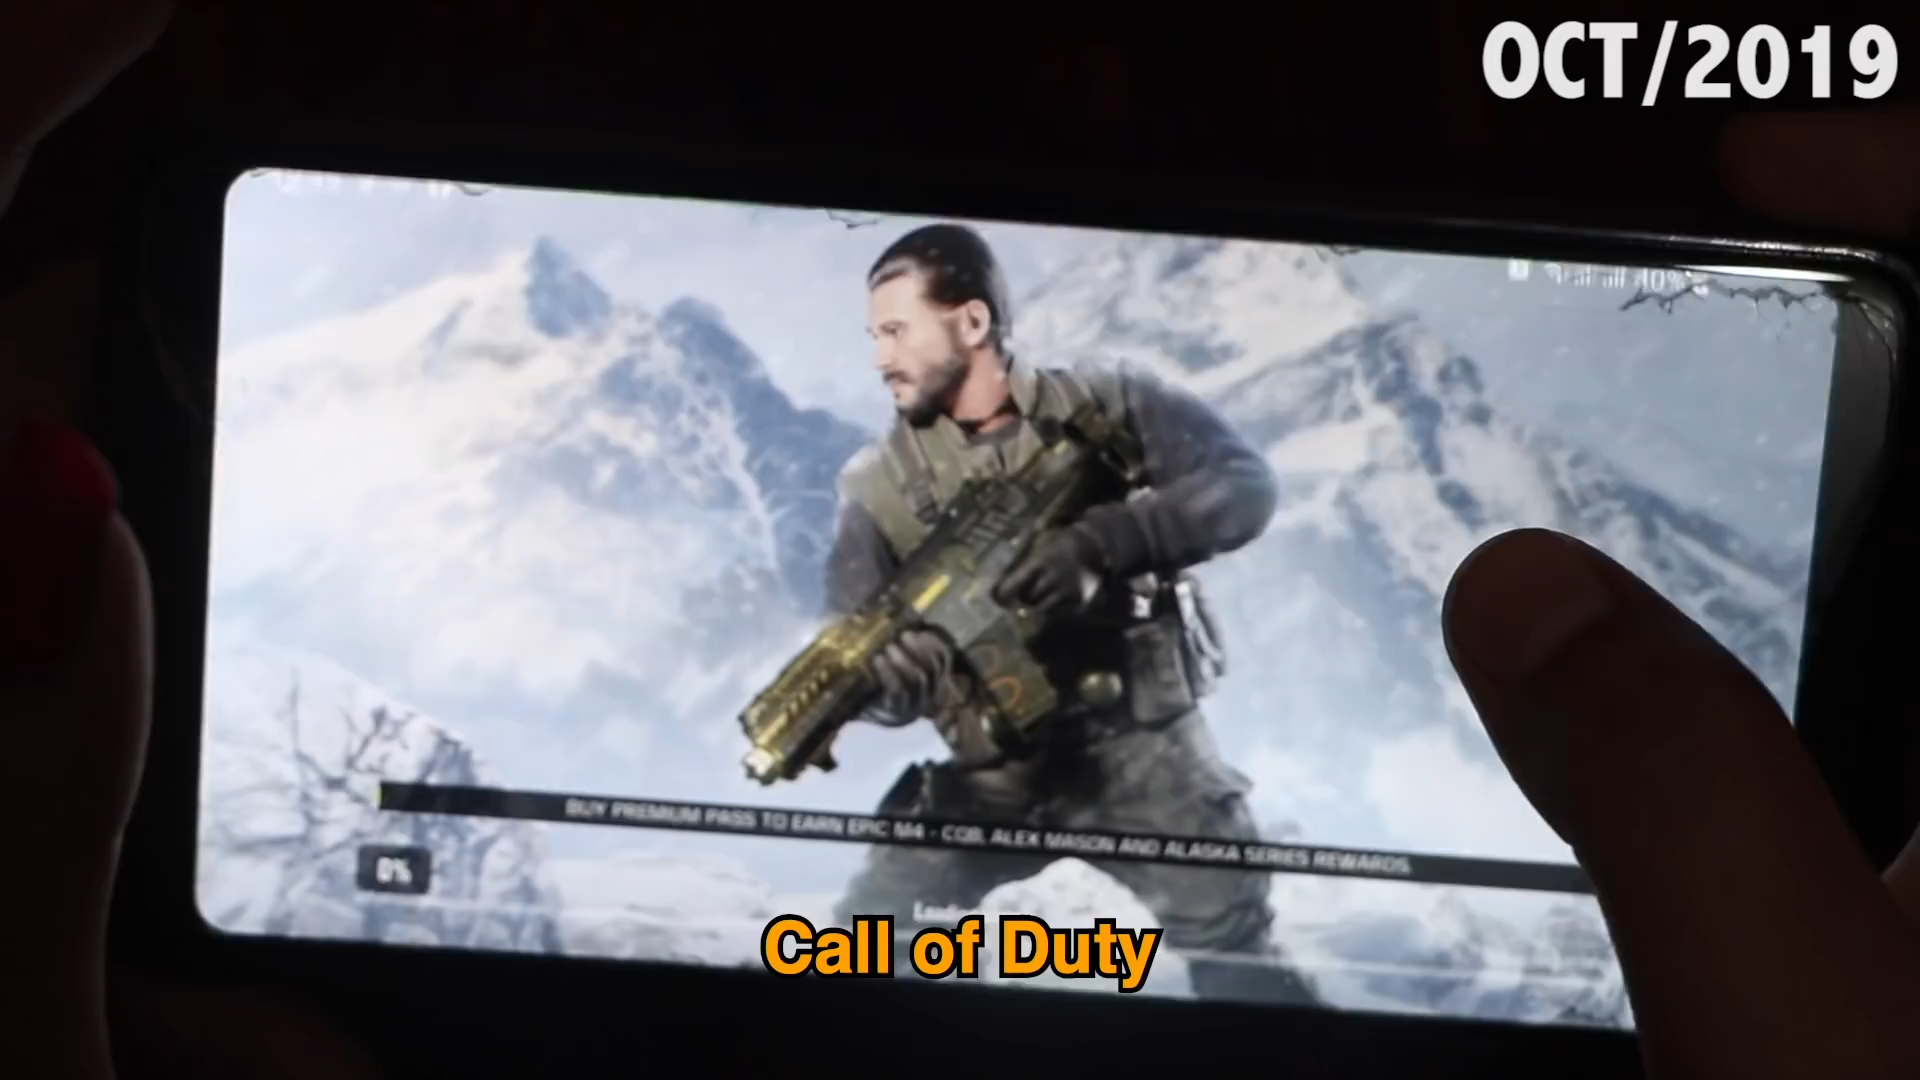 OCT/2019
BUY PREMIUM PASS TO EARN EPIC M4 - CQB, ALEX MASON AND ALASKA SERIES REWARDS.
0%
Call of Duty